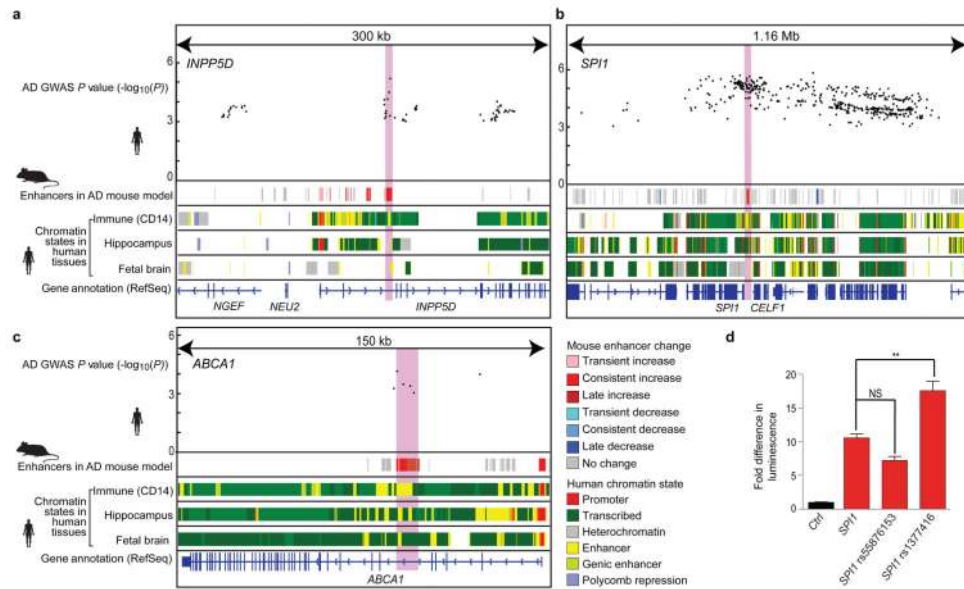 a
300 kb
INPP5D
6
AD GWAS P value (-log10(P))
3
0
Enhancers in AD mouse model
Immune (CD14)
Chromatin states in human tissues
Hippocampus
Fetal brain
Gene annotation (RefSeq)
NGEF
NEU2
INPP5D
b
1.16 Mb
SPI1
6
3
0
SPI1
CELF1
c
150 kb
ABCA1
6
AD GWAS P value (-log10(P))
3
0
Enhancers in AD mouse model
Immune (CD14)
Chromatin states in human tissues
Hippocampus
Fetal brain
Gene annotation (RefSeq)
ABCA1
Mouse enhancer change
Transient increase
Consistent increase
Late increase
Transient decrease
Consistent decrease
Late decrease
No change
Human chromatin state
Promoter
Transcribed
Heterochromatin
Enhancer
Genic enhancer
Polycomb repression
d
**
NS
20
15
10
5
0
Fold difference in
luminescence
Ctrl
SPI1
SPI1 rs55876153
SPI1 rs1377416